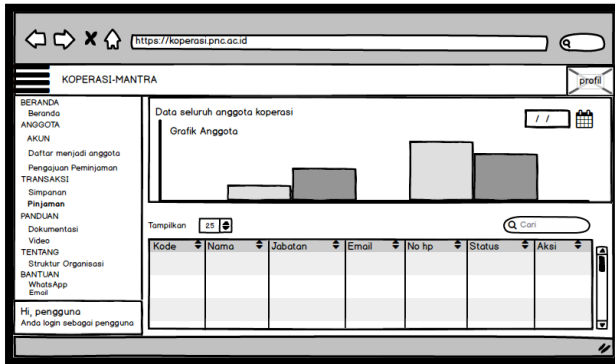 https://koperasi.pnc.ac.id
KOPERASI-MANTRA
profil
BERANDA
Beranda
ANGGOTA
AKUN
Daftar menjadi anggota
Pengajuan Peminjaman
TRANSAKSI
Simpanan
Pinjaman
PANDUAN
Dokumentasi
Video
TENTANG
Struktur Organisasi
BANTUAN
WhatsApp
Email
Hi, pengguna
Anda login sebagai pengguna
Data seluruh anggota koperasi
/ /
Grafik Anggota
Tampilkan 25
Cari
Kode Nama Jabatan Email No hp Status Aksi